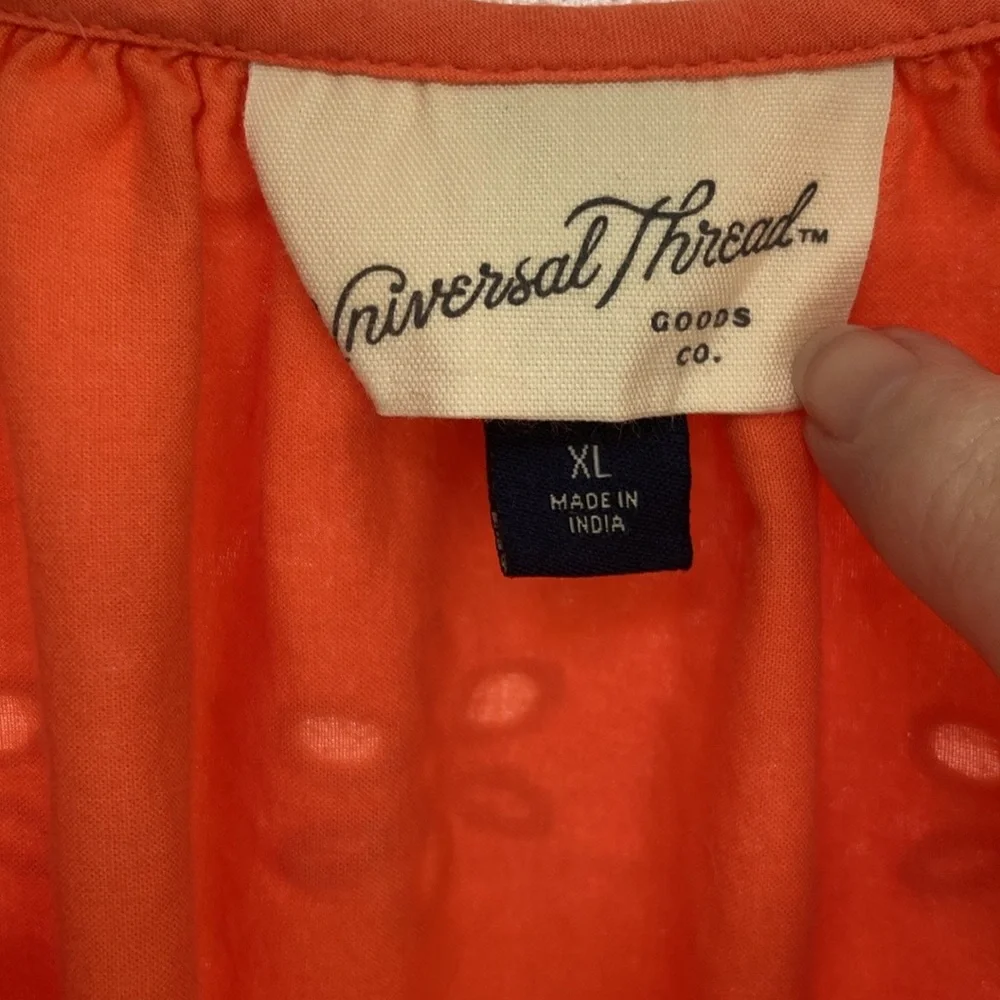 Universal Thread™
GOODS
CO.
XL
MADE IN
INDIA